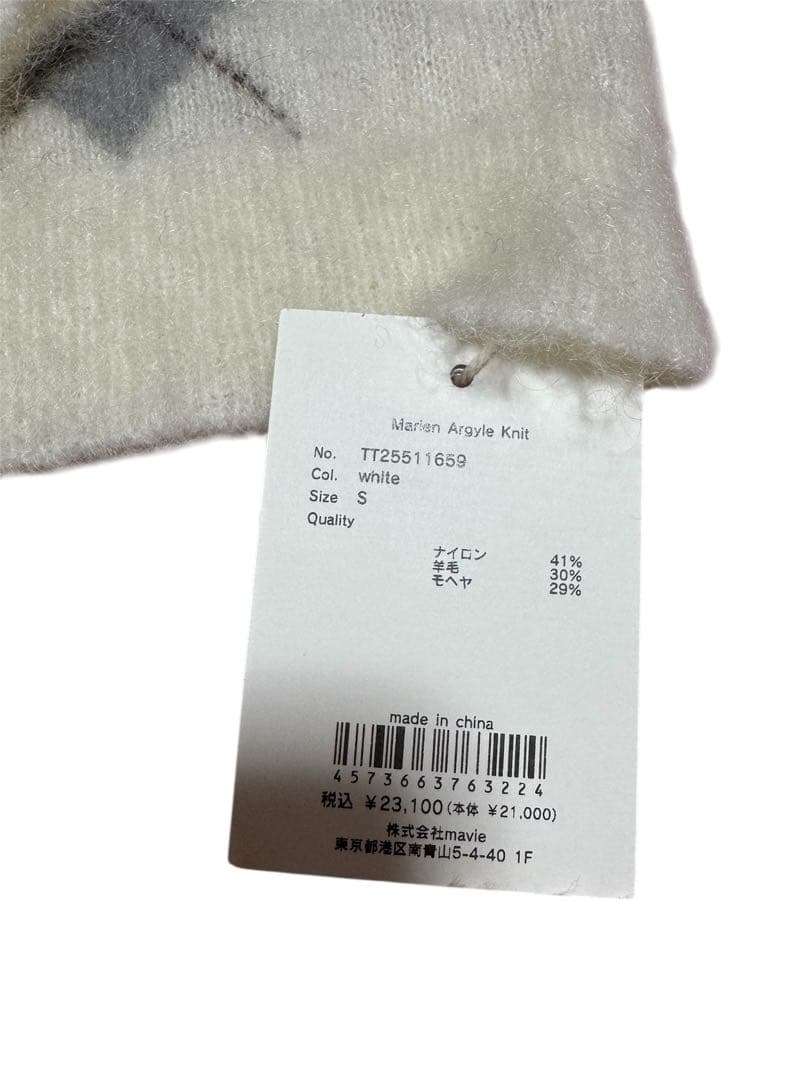 Marien Argyle Knit
No. TT25511659
Col. white
Size S
Quality
ナイロン 41%
羊毛 30%
モヘヤ 29%
made in china
4573663763224
税込 ¥23,100(本体 ¥21,000)
株式会社mavie
東京都港区南青山5-4-40 1F